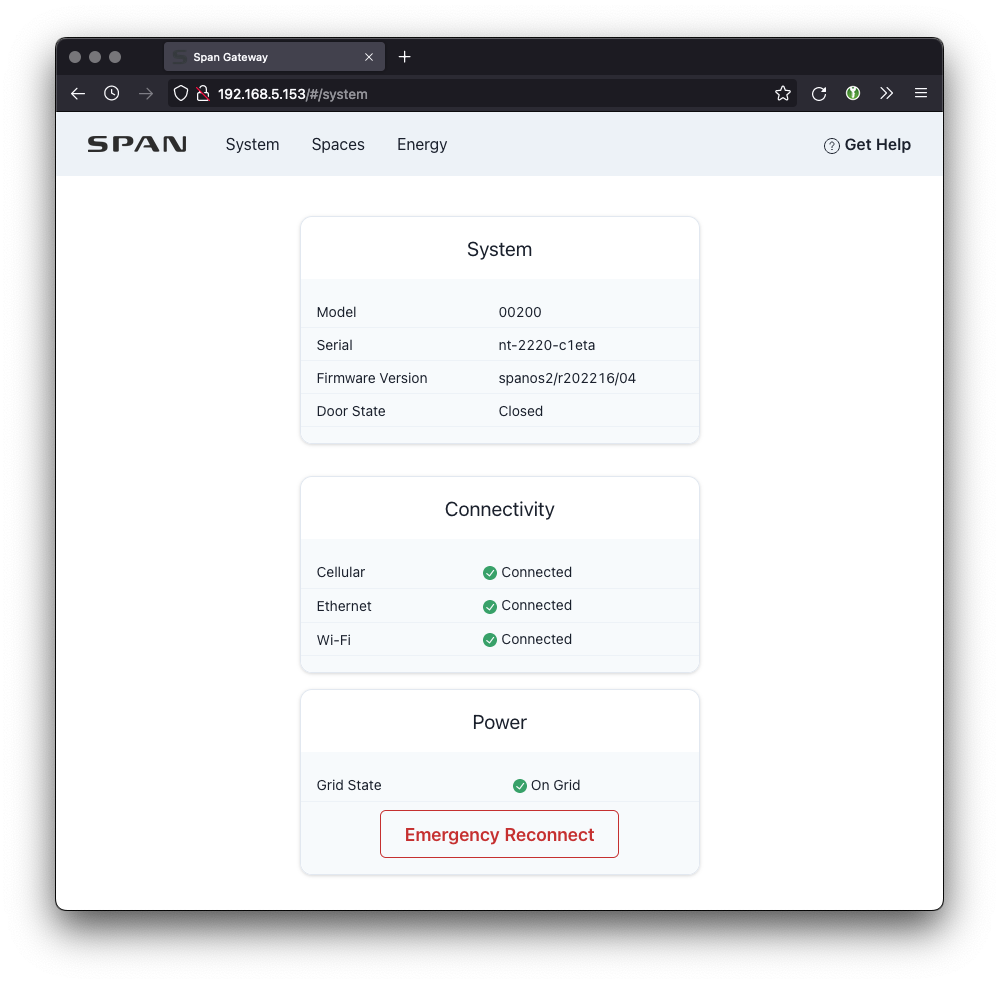 Span Gateway
192.168.5.153/#/system
SPAN System Spaces Energy Get Help
System
Model 00200
Serial nt-2220-c1eta
Firmware Version spanos2/r202216/04
Door State Closed
Connectivity
Cellular Connected
Ethernet Connected
Wi-Fi Connected
Power
Grid State On Grid
Emergency Reconnect